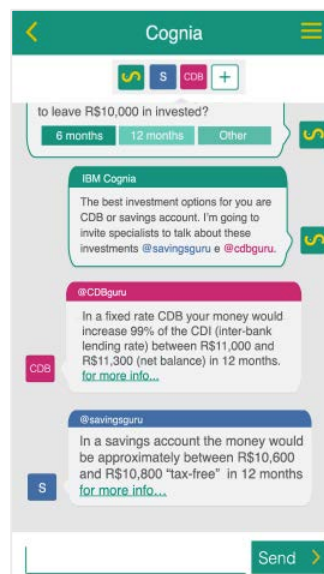 Cognia
S CDB +
to leave R$10,000 in invested?
6 months 12 months Other
IBM Cognia
The best investment options for you are
CDB or savings account. I'm going to
invite specialists to talk about these
investments @savingsguru e @cdbguru.
@CDBguru
In a fixed rate CDB your money would
increase 99% of the CDI (inter-bank
lending rate) between R$11,000 and
R$11,300 (net balance) in 12 months.
for more info...
CDB
@savingsguru
In a savings account the money would
be approximately between R$10,600
and R$10,800 "tax-free" in 12 months
for more info...
S
Send